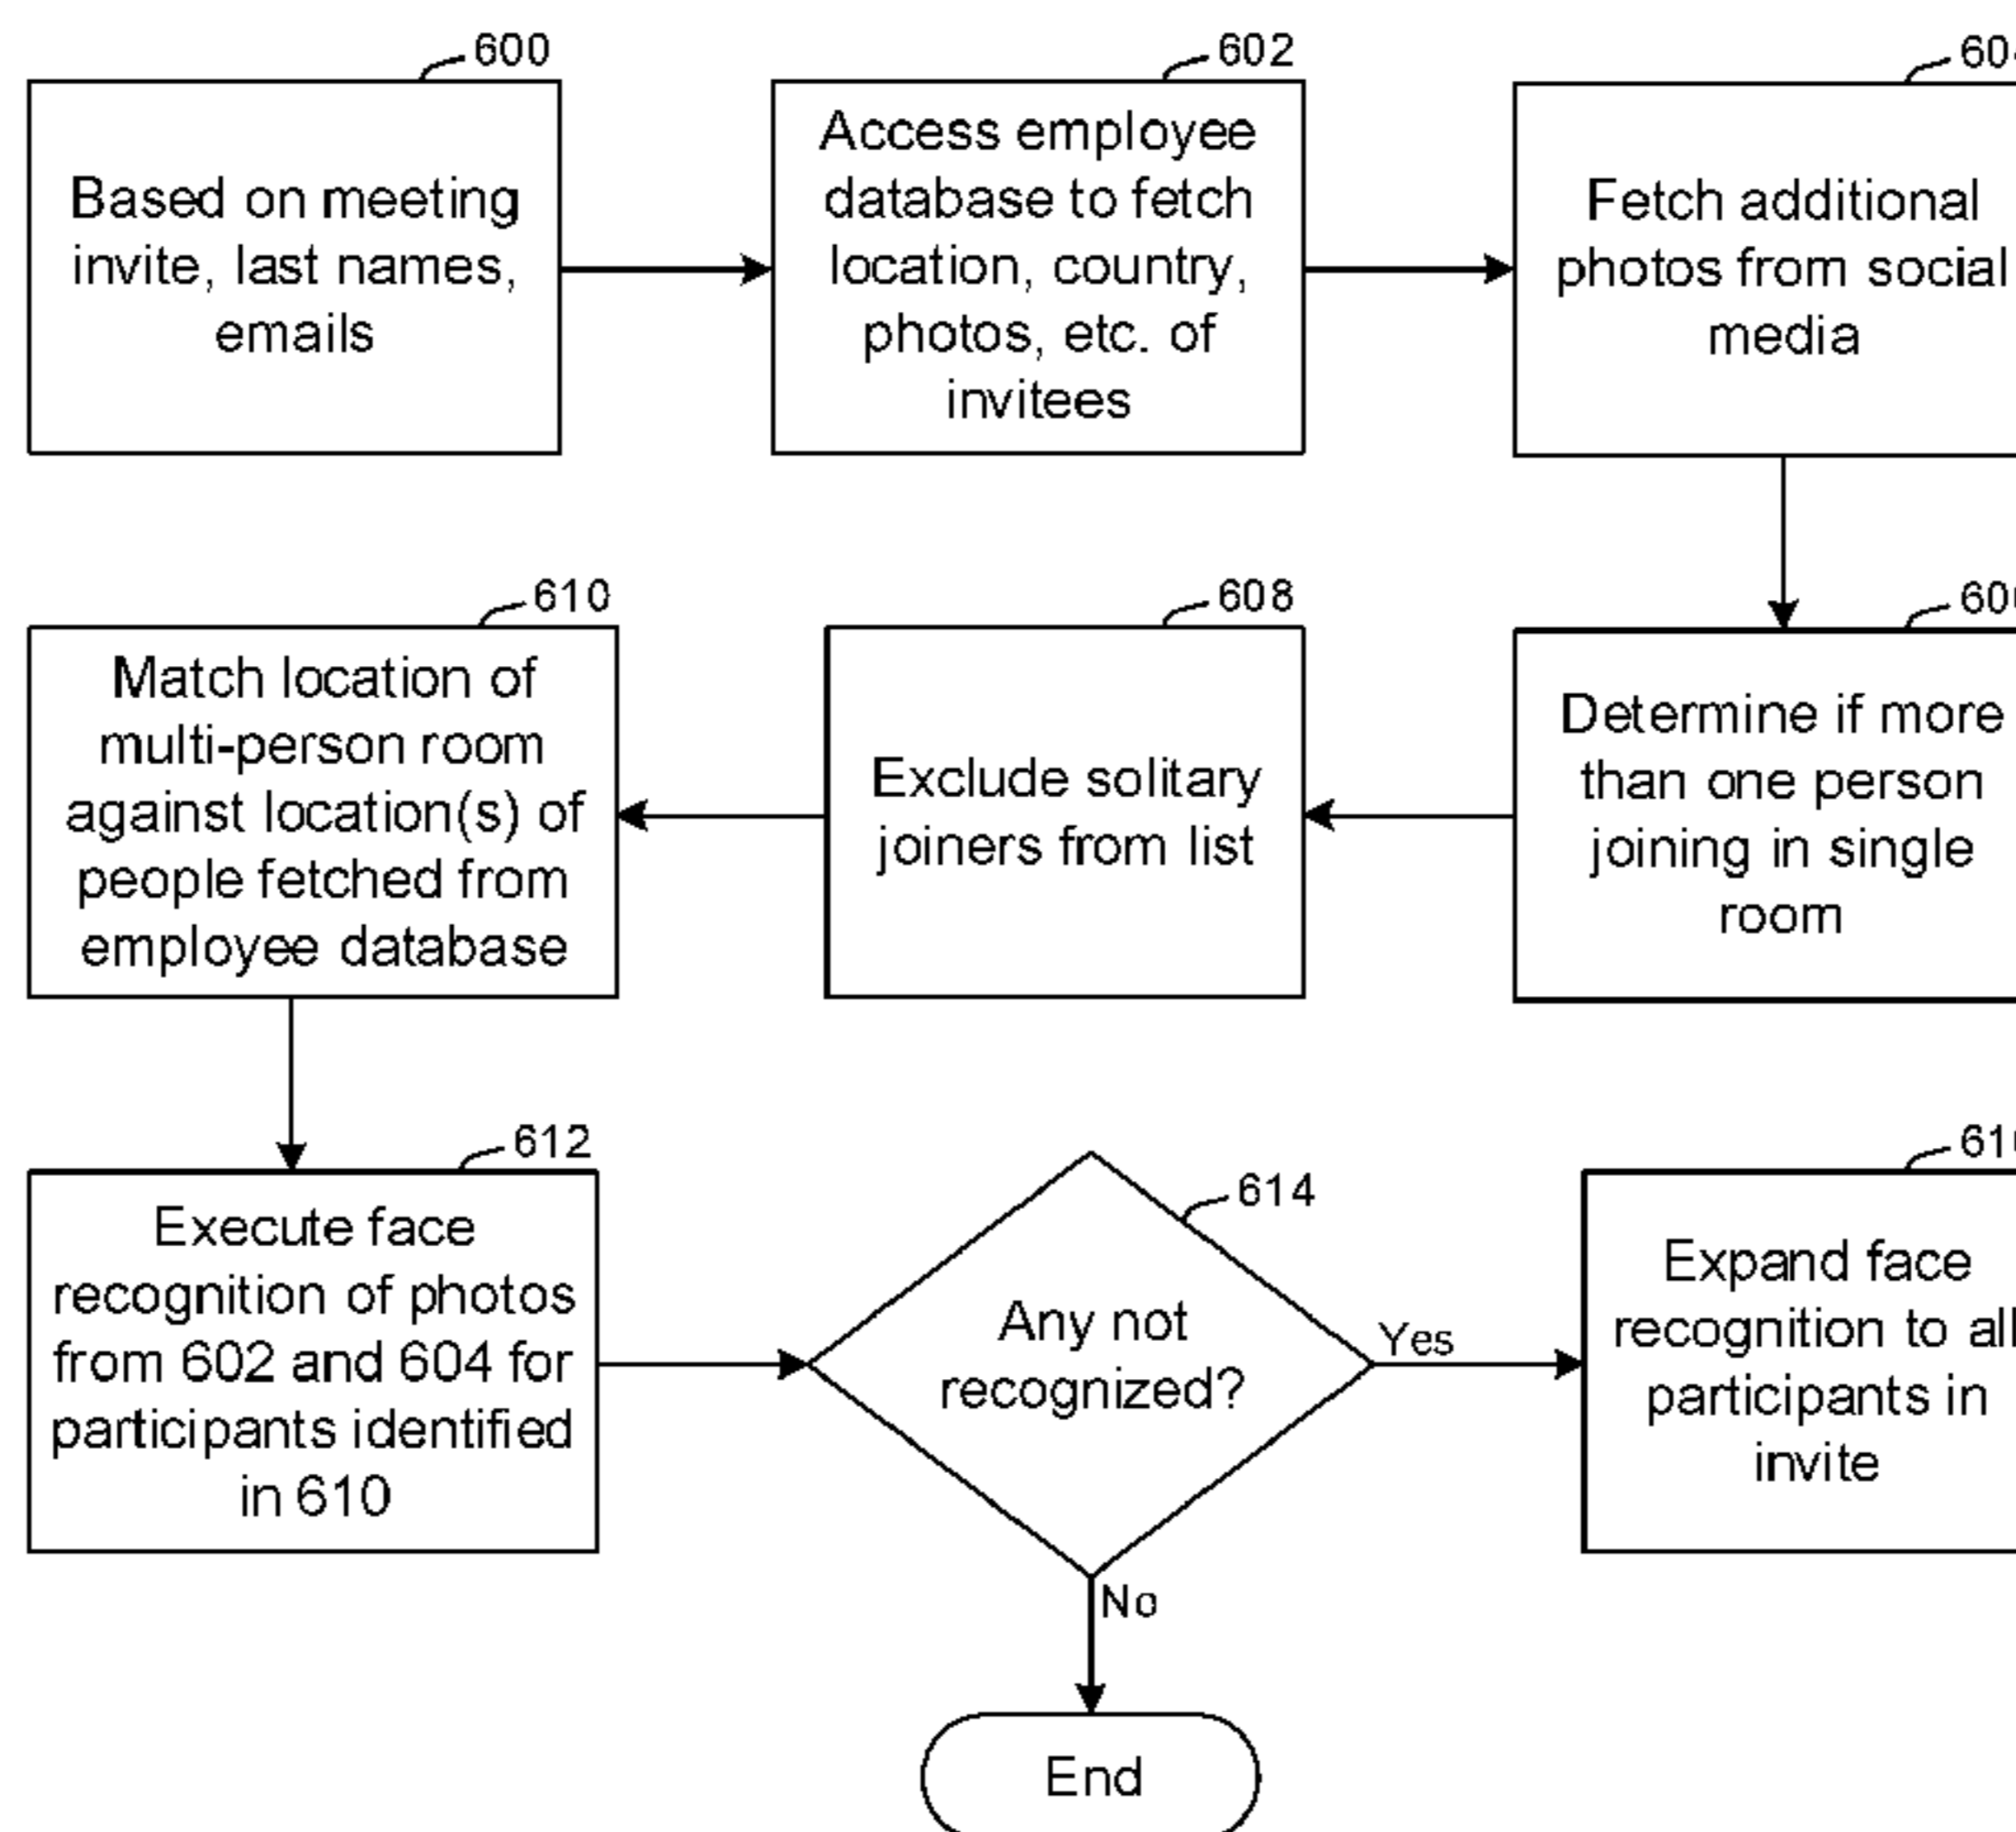 600
Based on meeting
invite, last names,
emails
602
Access employee
database to fetch
location, country,
photos, etc. of
invitees
Fetch additional
photos from social
media
Determine if more
than one person
joining in single
room
608
Exclude solitary
joiners from list
610
Match location of
multi-person room
against location(s) of
people fetched from
employee database
612
Execute face
recognition of photos
from 602 and 604 for
participants identified
in 610
614
Any not
recognized?
Yes
No
Expand face
recognition to all
participants in
invite
End